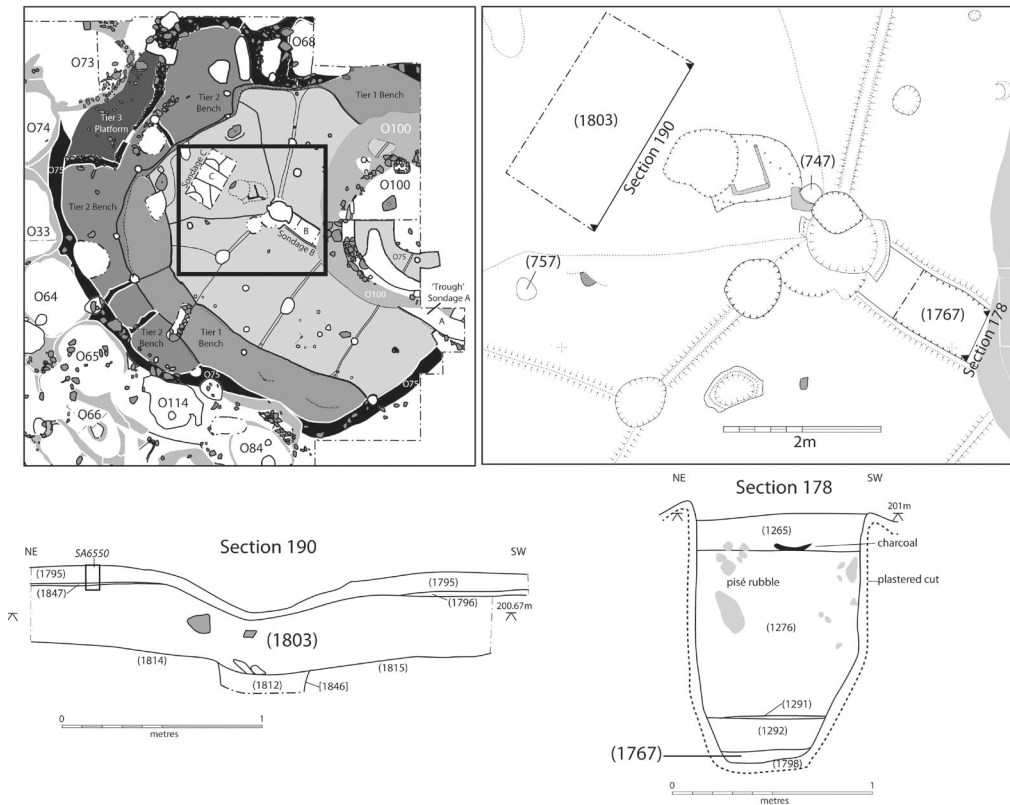 O73
O68
Tier 2
Bench
Tier 1 Bench
Tier 3
Platform
O74
O100
O75
Sondage C
C
O100
Tier 2 Bench
B
Sondage B
O75
O33
O64
O100
'Trough'
Sondage A
A
Tier 1
Bench
Tier 2
Bench
O65
O75
O75
O114
O66
O84
(1803)
Section 190
(747)
(757)
(1767)
Section 178
2m
NE
Section 178
SW
201m
(1265)
charcoal
pisé rubble
plastered cut
(1276)
(1291)
(1292)
(1767)
(1798)
0
1
metres
NE
SA6550
Section 190
SW
(1795)
(1795)
(1847)
(1796)
200.67m
(1803)
(1814)
(1815)
(1812)
[1846]
0
1
metres